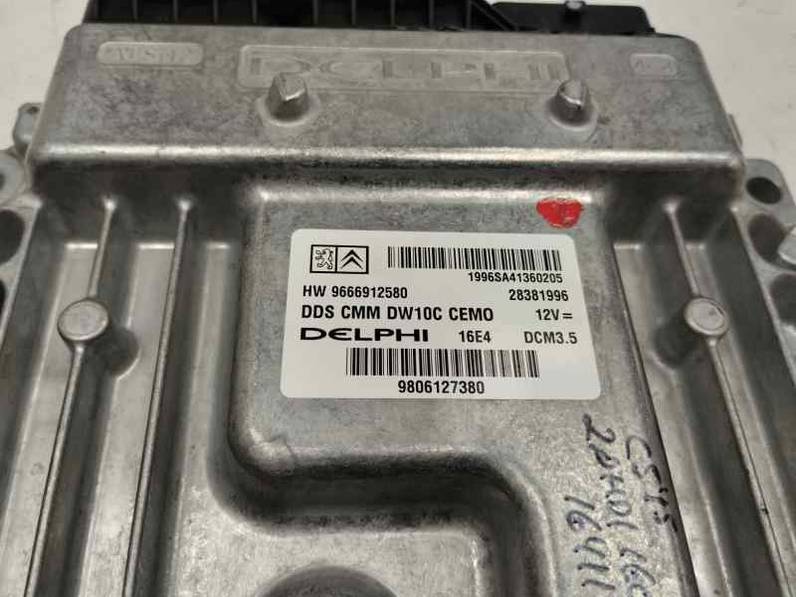 DELPHI
1996SA41360205
HW 9666912580 28381996
DDS CMM DW10C CEMO 12V =
DELPHI 16E4 DCM3.5
9806127380